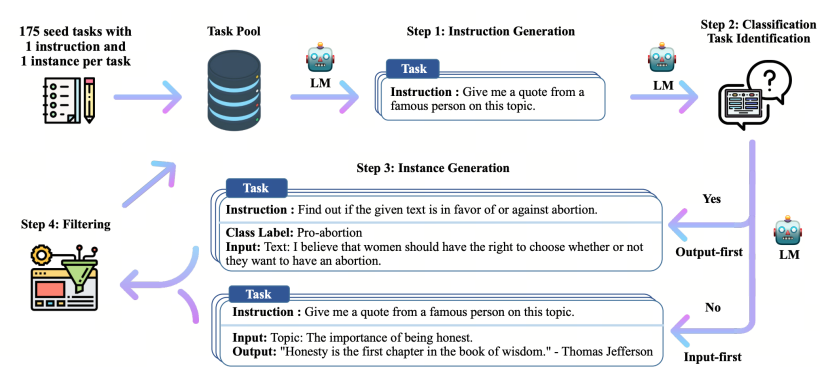 175 seed tasks with
1 instruction and
1 instance per task
Task Pool
Step 1: Instruction Generation
Step 2: Classification
Task Identification
LM
Task
Instruction : Give me a quote from a
famous person on this topic.
LM
Step 3: Instance Generation
Task
Instruction : Find out if the given text is in favor of or against abortion.
Class Label: Pro-abortion
Input: Text: I believe that women should have the right to choose whether or not
they want to have an abortion.
Yes
Output-first
LM
Step 4: Filtering
Task
Instruction : Give me a quote from a famous person on this topic.
Input: Topic: The importance of being honest.
Output: "Honesty is the first chapter in the book of wisdom." - Thomas Jefferson
No
Input-first